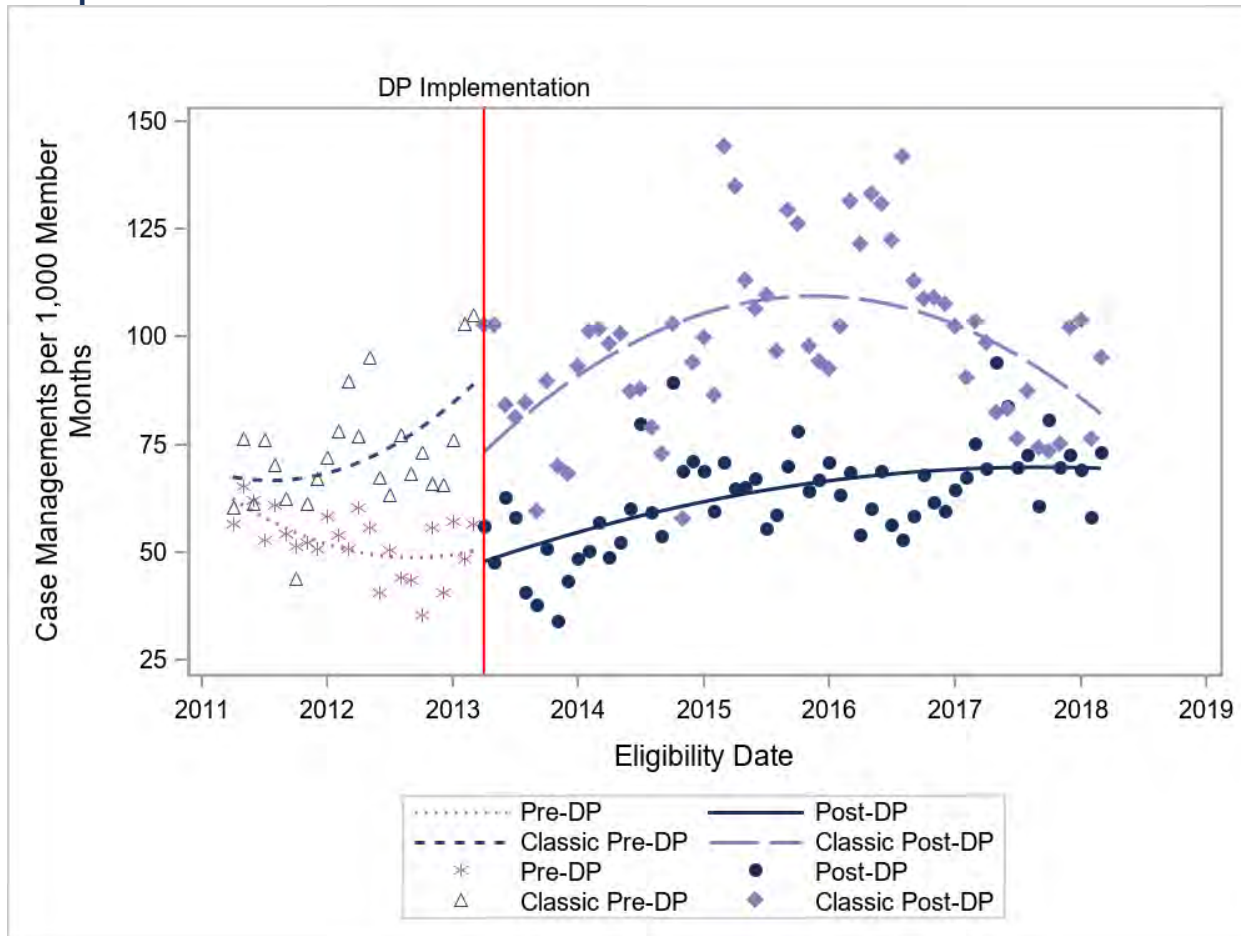 DP Implementation
150
125
100
75
50
25
Case Managements per 1,000 Member
Months
2011 2012 2013 2014 2015 2016 2017 2018 2019
Eligibility Date
Pre-DP Post-DP
Classic Pre-DP Classic Post-DP
Pre-DP Post-DP
Classic Pre-DP Classic Post-DP